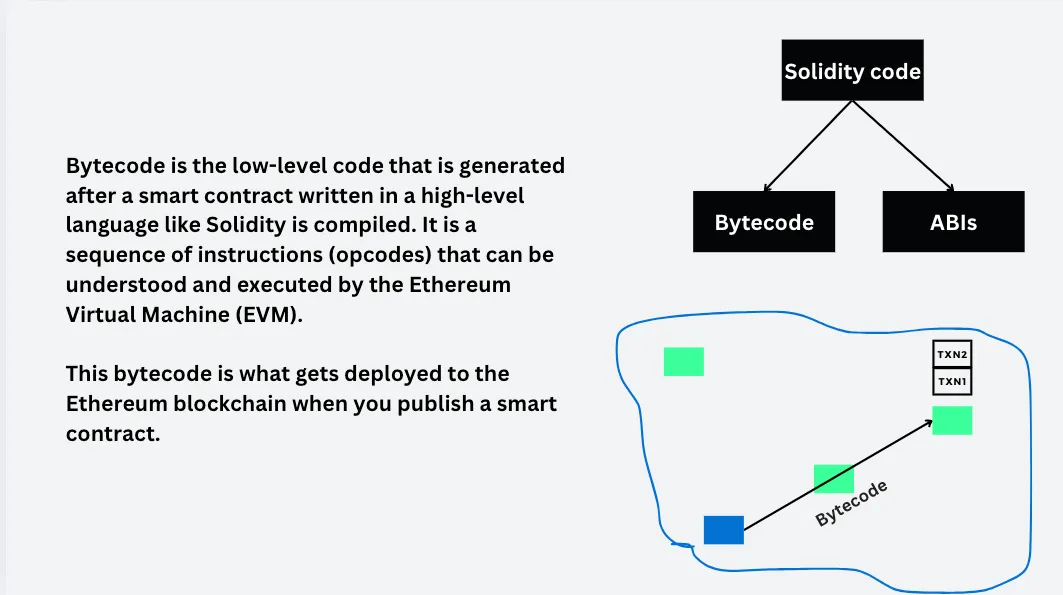 Solidity code
Bytecode
ABIs
Bytecode is the low-level code that is generated
after a smart contract written in a high-level
language like Solidity is compiled. It is a
sequence of instructions (opcodes) that can be
understood and executed by the Ethereum
Virtual Machine (EVM).
This bytecode is what gets deployed to the
Ethereum blockchain when you publish a smart
contract.
TXN2
TXN1
Bytecode